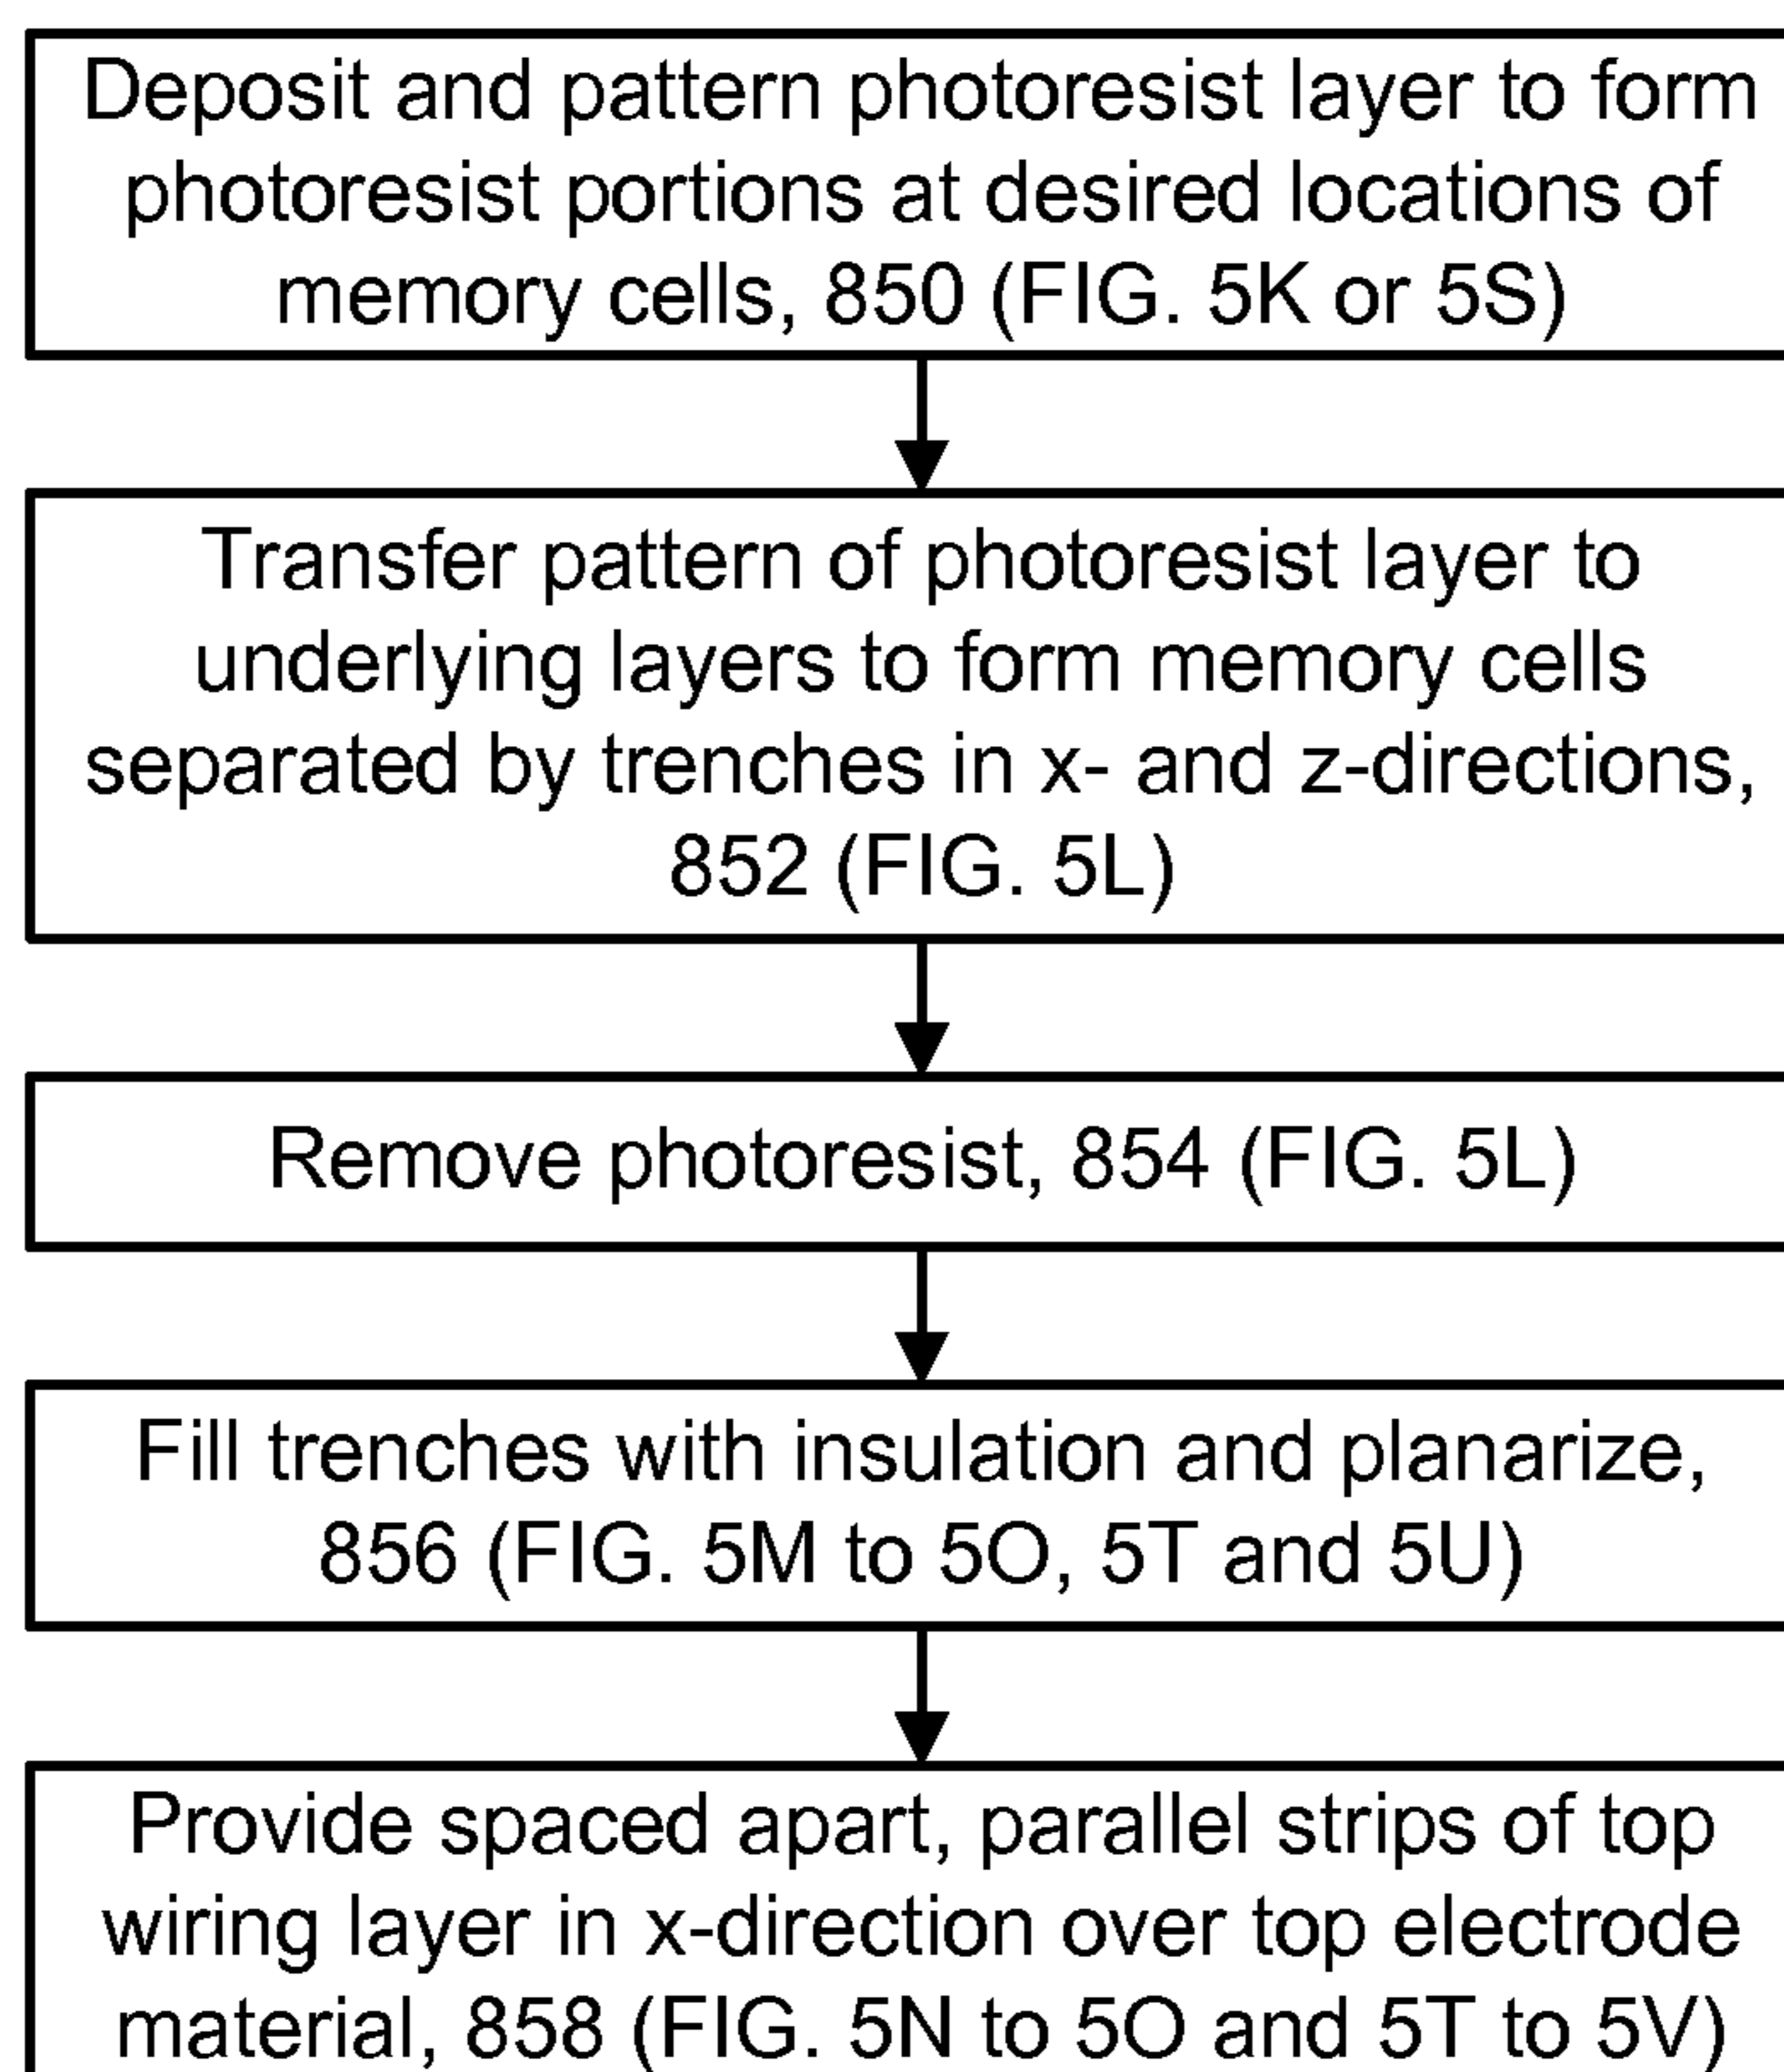 Deposit and pattern photoresist layer to form
photoresist portions at desired locations of
memory cells, 850 (FIG. 5K or 5S)
Transfer pattern of photoresist layer to
underlying layers to form memory cells
separated by trenches in x- and z-directions,
852 (FIG. 5L)
Remove photoresist, 854 (FIG. 5L)
Fill trenches with insulation and planarize,
856 (FIG. 5M to 5O, 5T and 5U)
Provide spaced apart, parallel strips of top
wiring layer in x-direction over top electrode
material, 858 (FIG. 5N to 5O and 5T to 5V)